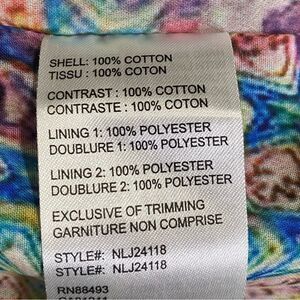 SHELL: 100% COTTON
TISSU : 100% COTON
CONTRAST : 100% COTTON
CONTRASTE : 100% COTON
LINING 1: 100% POLYESTER
DOUBLURE 1: 100% POLYESTER
LINING 2: 100% POLYESTER
DOUBLURE 2: 100% POLYESTER
EXCLUSIVE OF TRIMMING
GARNITURE NON COMPRISE
STYLE#: NLJ24118
STYLE#: NLJ24118
RN88493